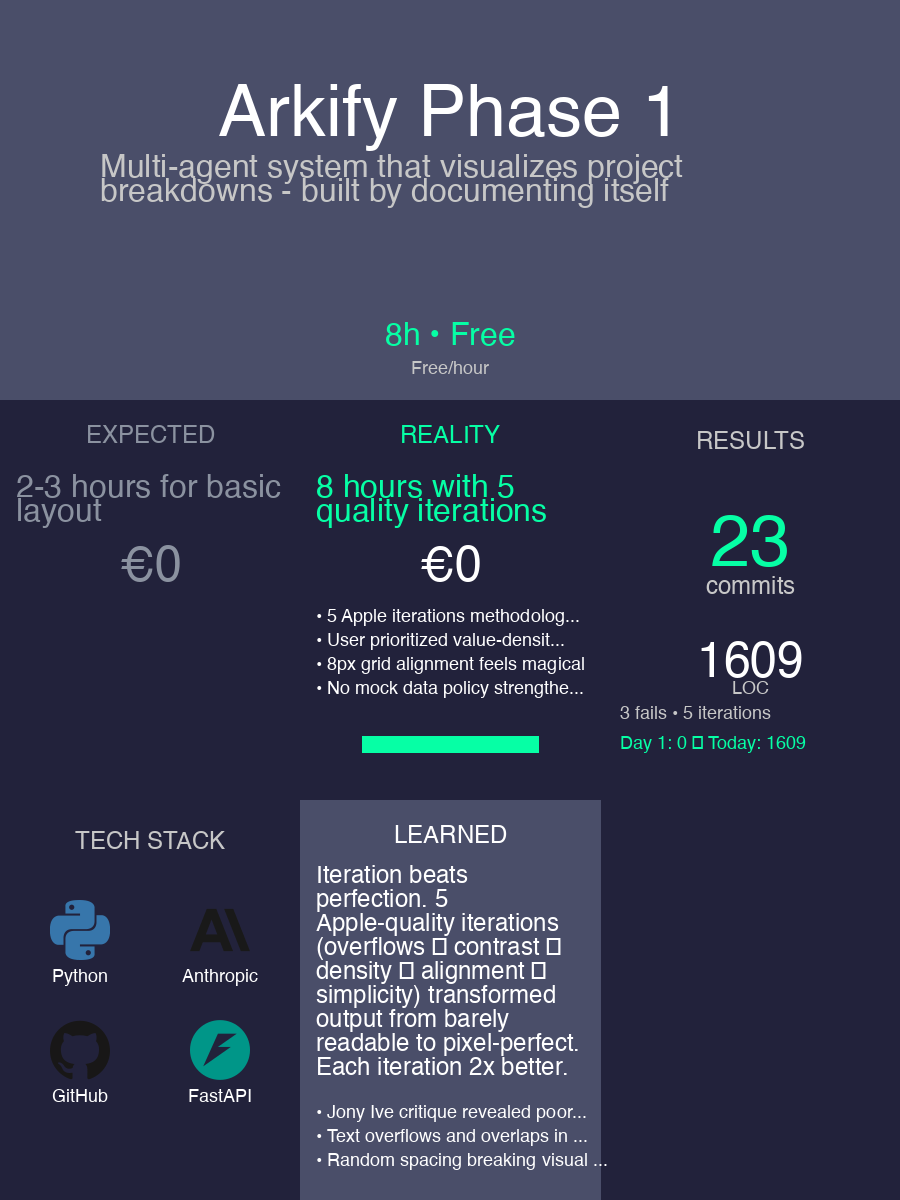 Arkify Phase 1
Multi-agent system that visualizes project
breakdowns - built by documenting itself
8h • Free
Free/hour
EXPECTED
2-3 hours for basic
layout
€0
REALITY
8 hours with 5
quality iterations
€0
• 5 Apple iterations methodolog...
• User prioritized value-densit...
• 8px grid alignment feels magical
• No mock data policy strengthe...
RESULTS
23
commits
1609
LOC
3 fails • 5 iterations
Day 1: 0 □ Today: 1609
TECH STACK
Python
Anthropic
GitHub
FastAPI
LEARNED
Iteration beats
perfection. 5
Apple-quality iterations
(overflows □ contrast □
density □ alignment □
simplicity) transformed
output from barely
readable to pixel-perfect.
Each iteration 2x better.
• Jony Ive critique revealed poor...
• Text overflows and overlaps in ...
• Random spacing breaking visual ...